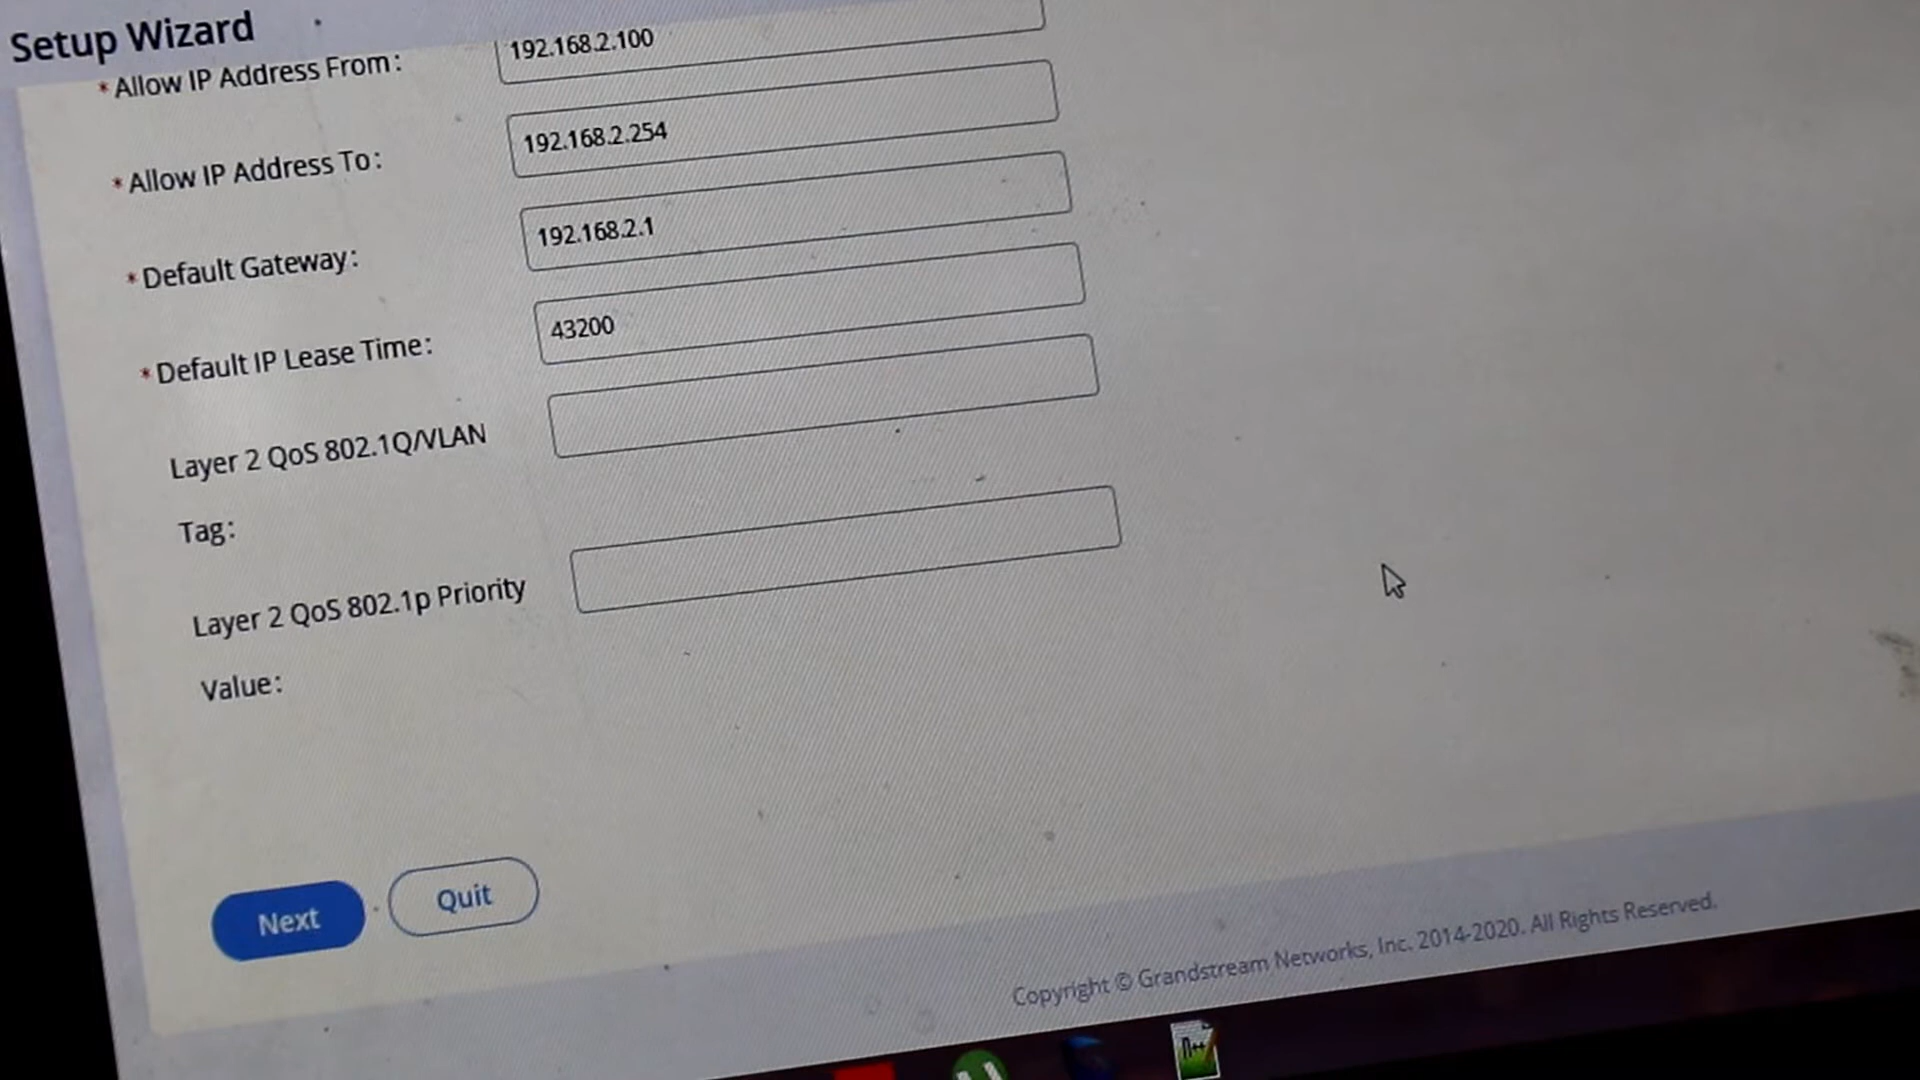 Setup Wizard
* Allow IP Address From: 192.168.2.100
* Allow IP Address To: 192.168.2.254
* Default Gateway: 192.168.2.1
* Default IP Lease Time: 43200
Layer 2 QoS 802.1Q/VLAN
Tag:
Layer 2 QoS 802.1p Priority
Value:
Next Quit
Copyright © Grandstream Networks, Inc. 2014-2020. All Rights Reserved.
n++